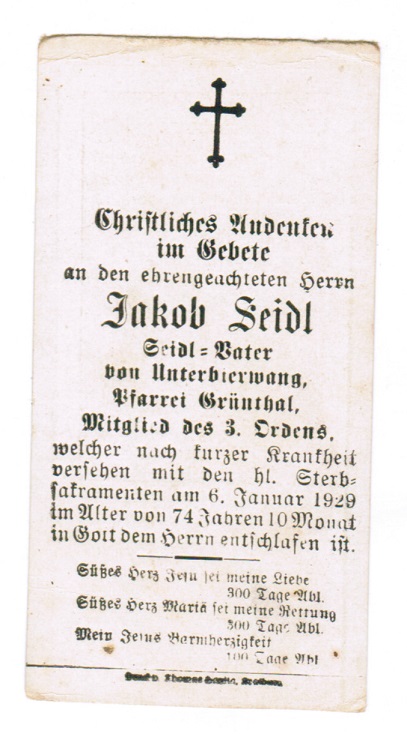 Christliches Andenken
im Gebete
an den ehrengeachteten Herrn
Jakob Seidl
Seidl=Vater
von Unterbierwang,
Pfarrei Grünthal,
Mitglied des 3. Ordens,
welcher nach kurzer Krankheit
versehen mit den hl. Sterb-
sakramenten am 6. Januar 1929
im Alter von 74 Jahren 10 Monat
in Gott dem Herrn entschlafen ist.
Süßes Herz Jesu sei meine Liebe
300 Tage Abl.
Süßes Herz Mariä sei meine Rettung
300 Tage Abl.
Mein Jesus Barmherzigkeit
100 Tage Abl
Druck v. Thomas